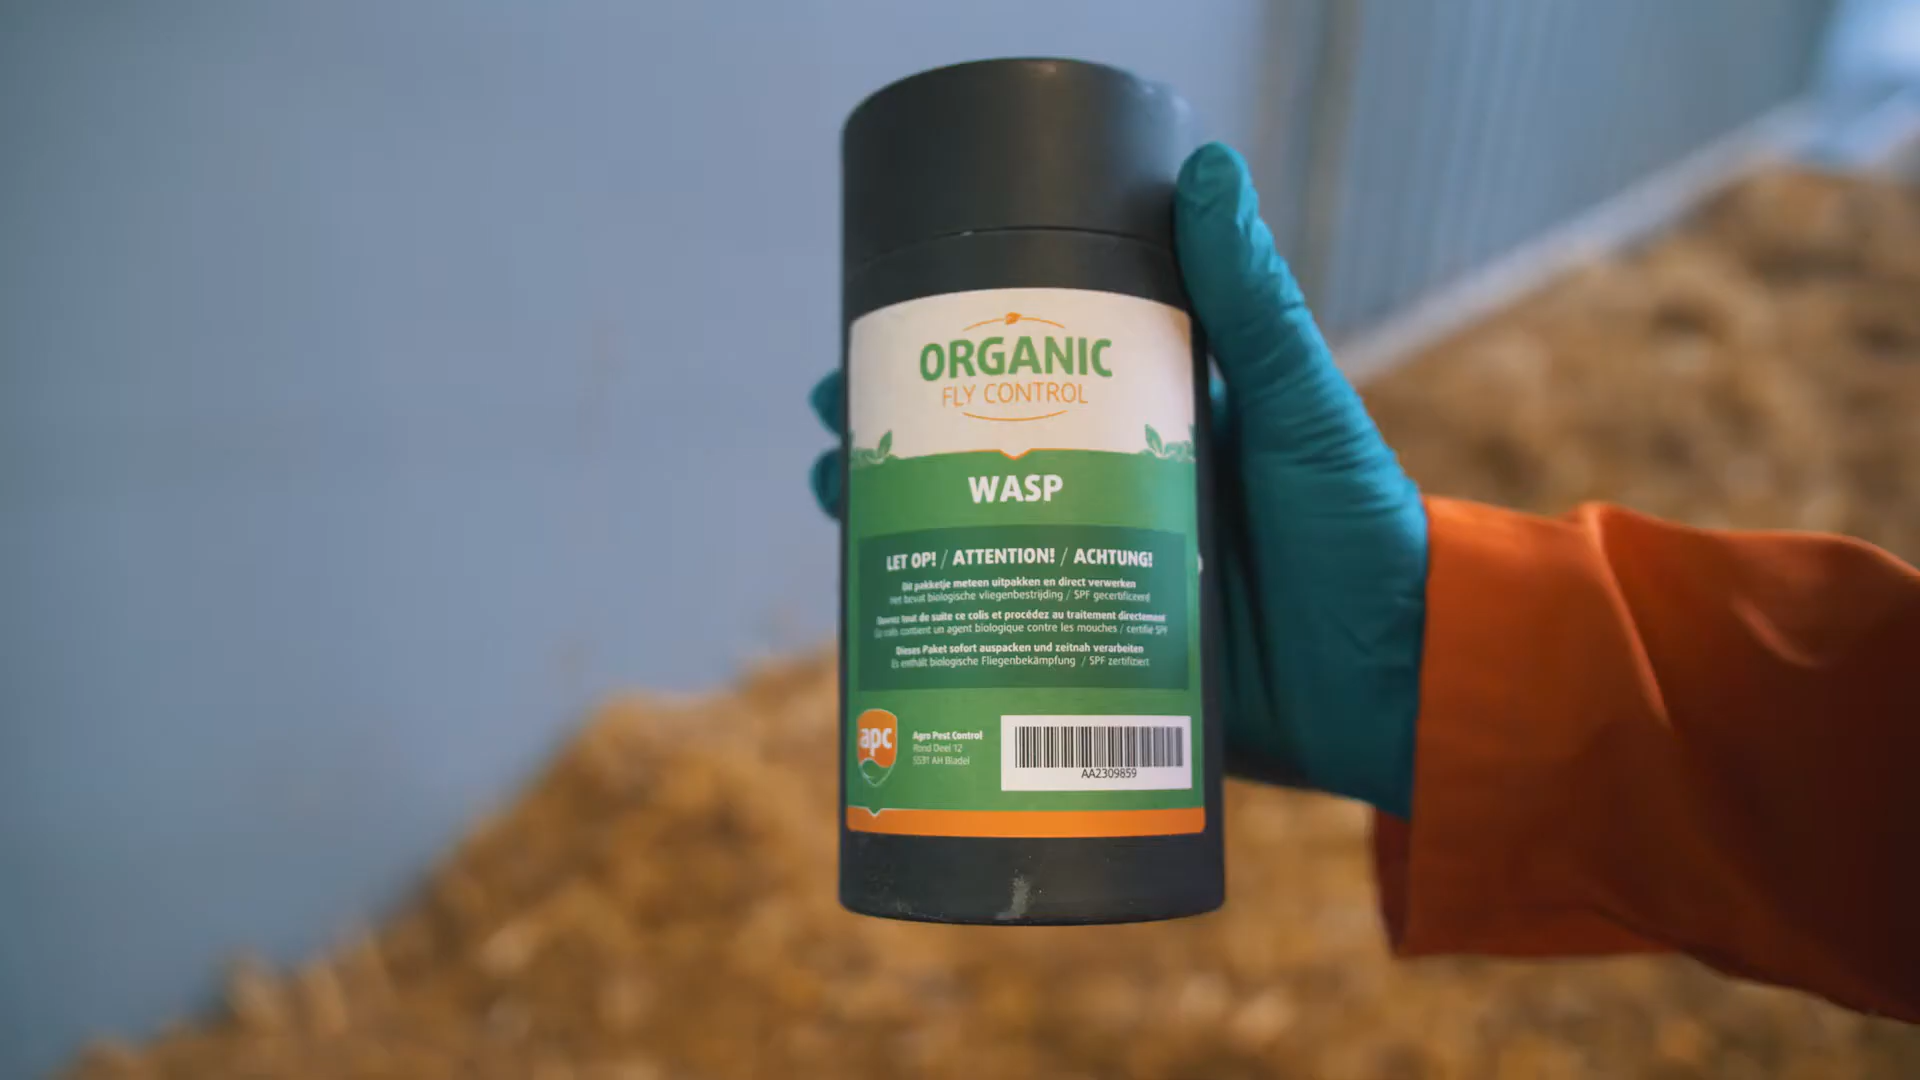 ORGANIC
FLY CONTROL
WASP
LET OP! / ATTENTION! / ACHTUNG!
Dit pakketje meteen uitpakken en direct verwerken
Het bevat biologische vliegenbestrijding / SPF gecertificeerd
Ouvrez tout de suite ce colis et procédez au traitement directement
Ce colis contient un agent biologique contre les mouches / certifié SPF
Dieses Paket sofort auspacken und zeitnah verarbeiten
Es enthält biologische Fliegenbekämpfung / SPF zertifiziert
apc
Agro Pest Control
Rond Deel 12
5531 AH Bladel
AA2309859